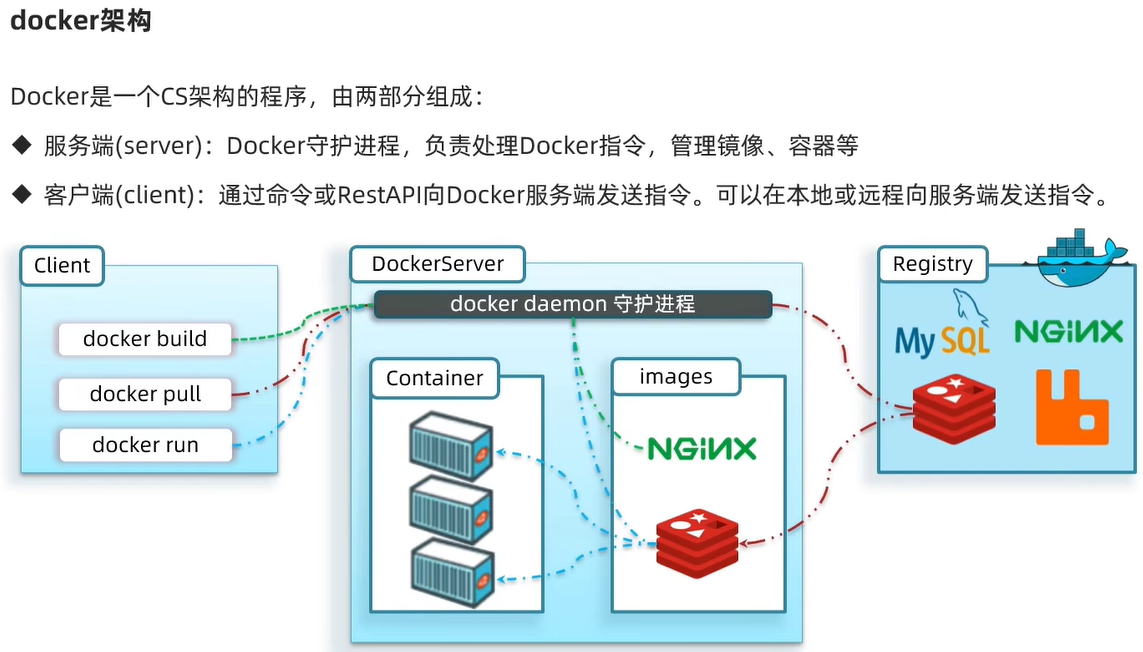 docker架构
Docker是一个CS架构的程序，由两部分组成：
◆ 服务端(server)：Docker守护进程，负责处理Docker指令，管理镜像、容器等
◆ 客户端(client)：通过命令或RestAPI向Docker服务端发送指令。可以在本地或远程向服务端发送指令。
Client
docker build
docker pull
docker run
DockerServer
docker daemon 守护进程
Container
images
NGiNX
Registry
MySQL
NGiNX